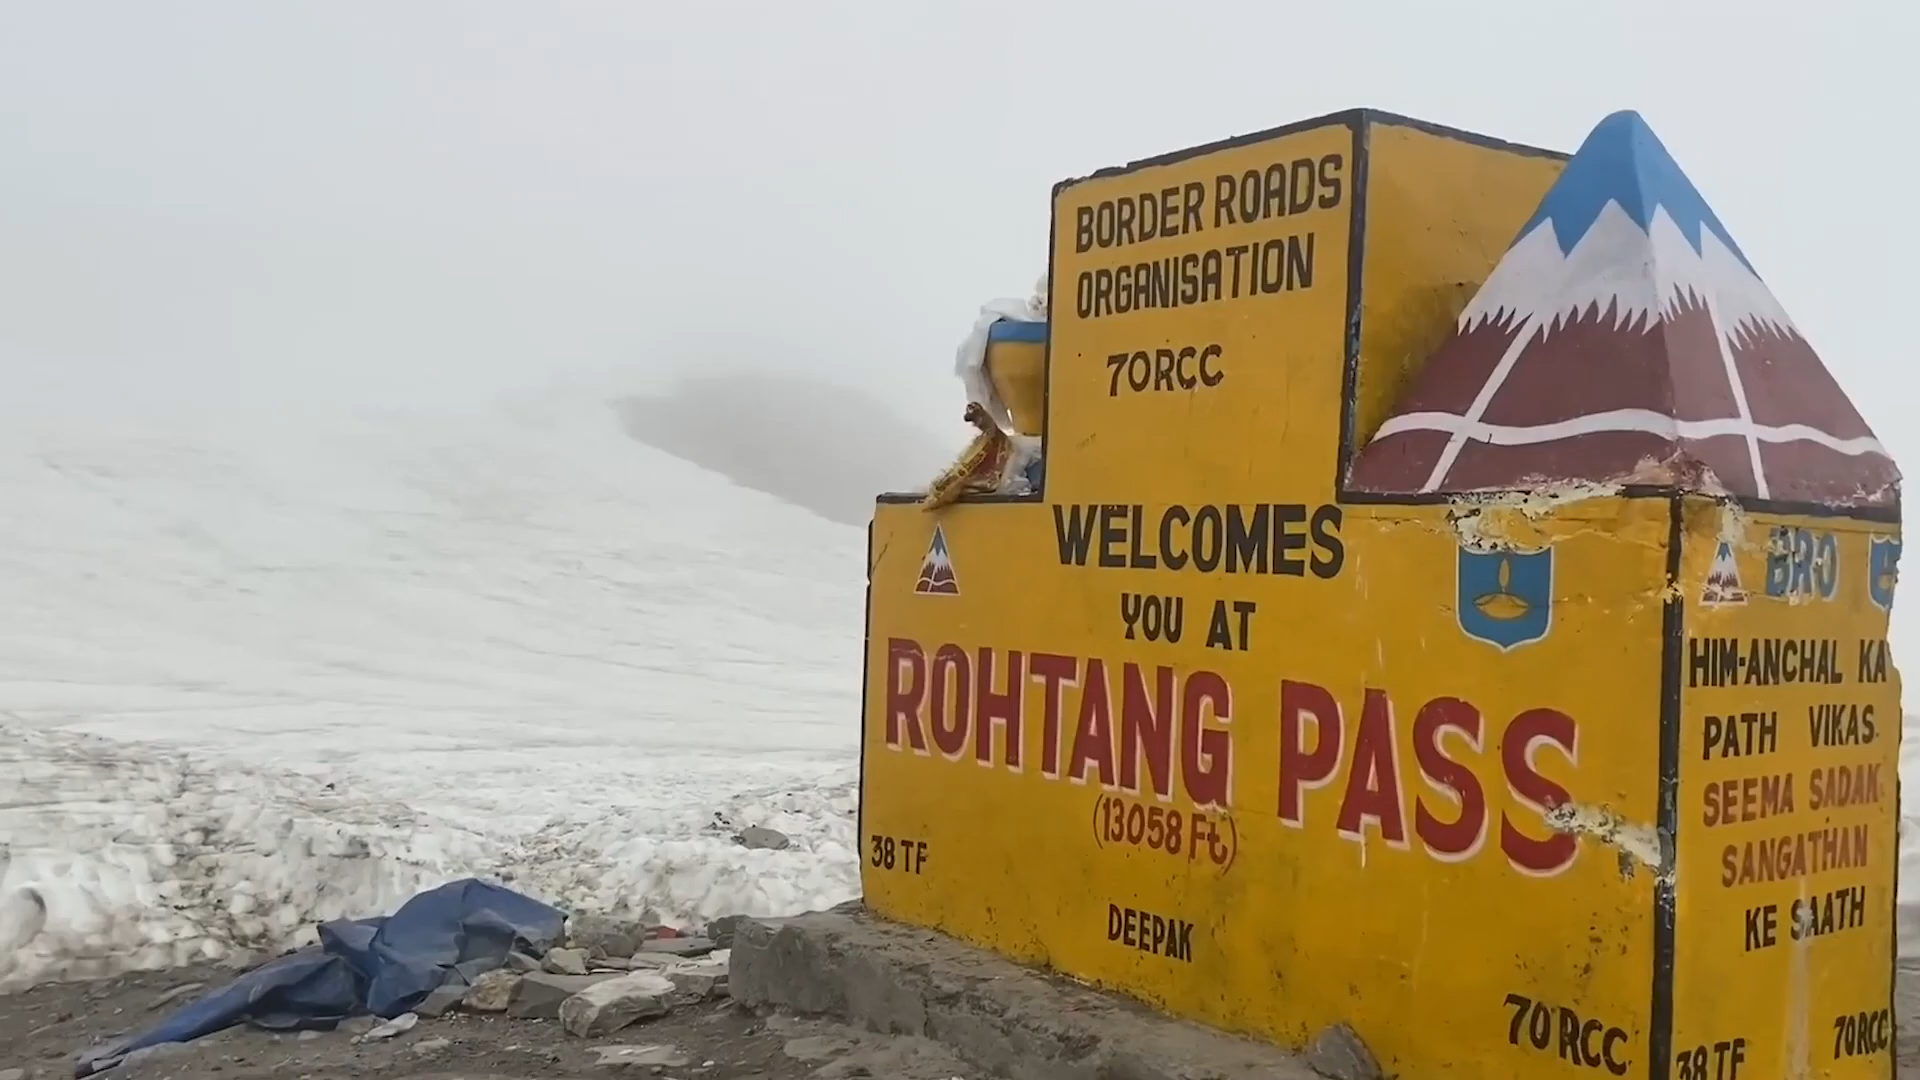 BORDER ROADS
ORGANISATION
70RCC
WELCOMES
YOU AT
ROHTANG PASS
(13058 Ft)
38 TF
DEEPAK
70 RCC
BRO
HIM-ANCHAL KA
PATH VIKAS
SEEMA SADAK
SANGATHAN
KE SAATH
38 TF
70RCC